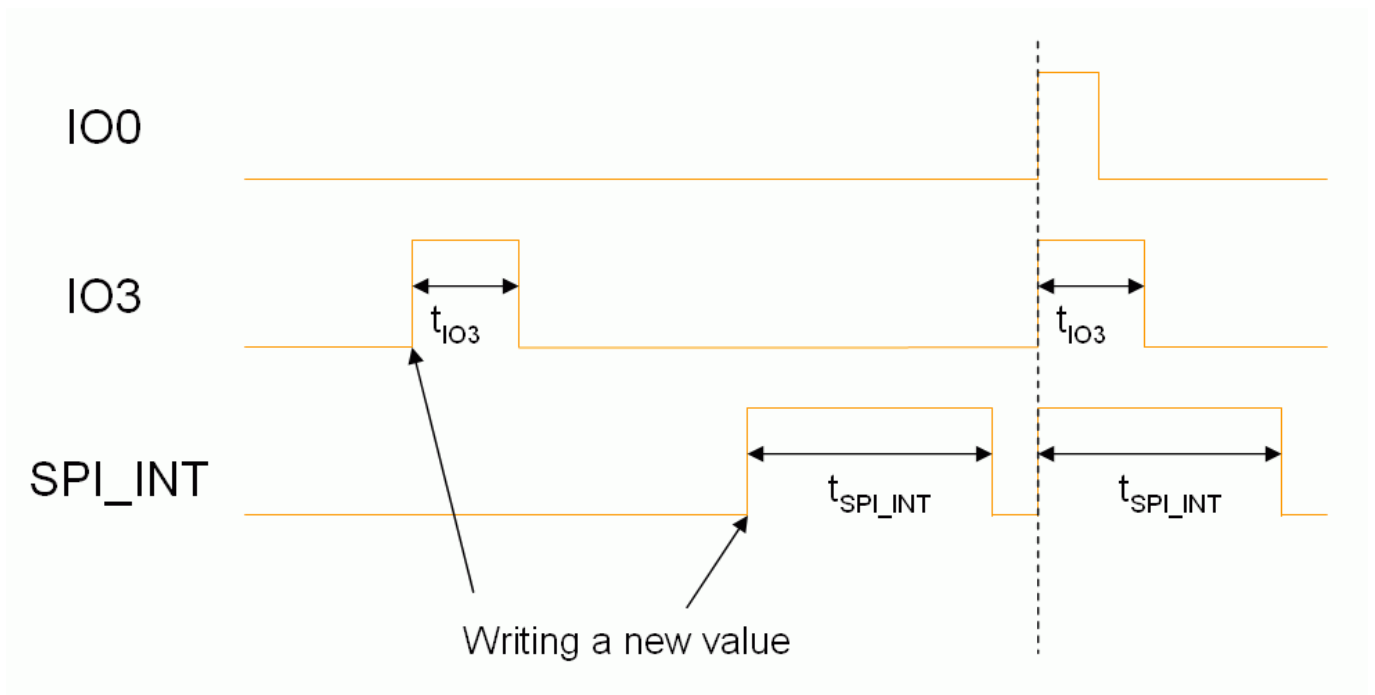 IO0
IO3
tIO3
tIO3
SPI_INT
tSPI_INT
tSPI_INT
Writing a new value